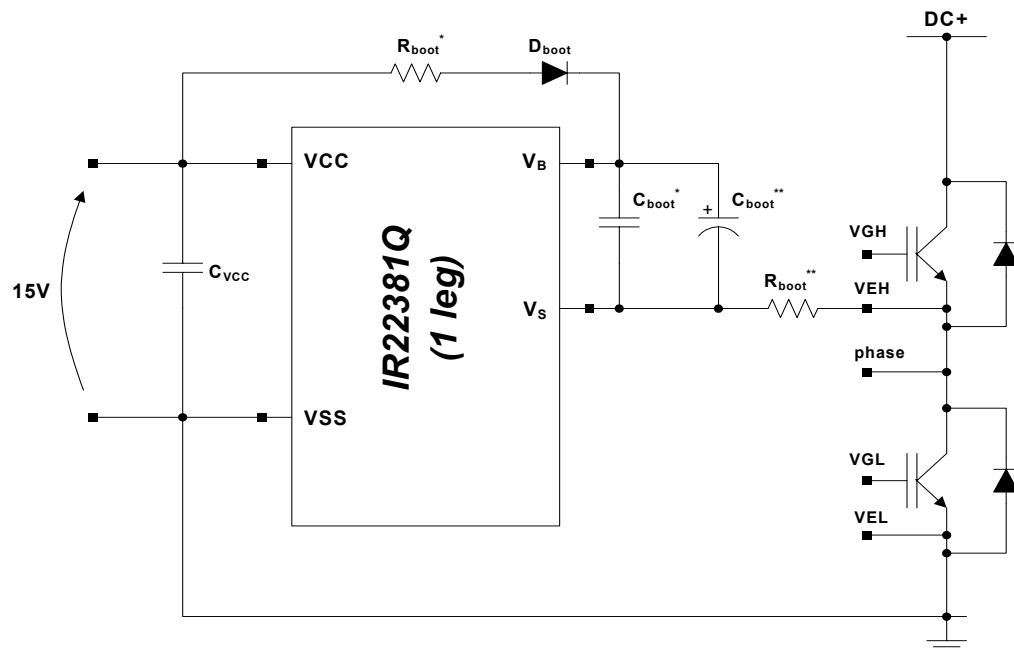 DC+
R_boot* D_boot
VCC V_B
C_boot* C_boot**
VGH
15V C_VCC
IR22381Q
(1 leg)
V_S R_boot** VEH
phase
VSS
VGL
VEL